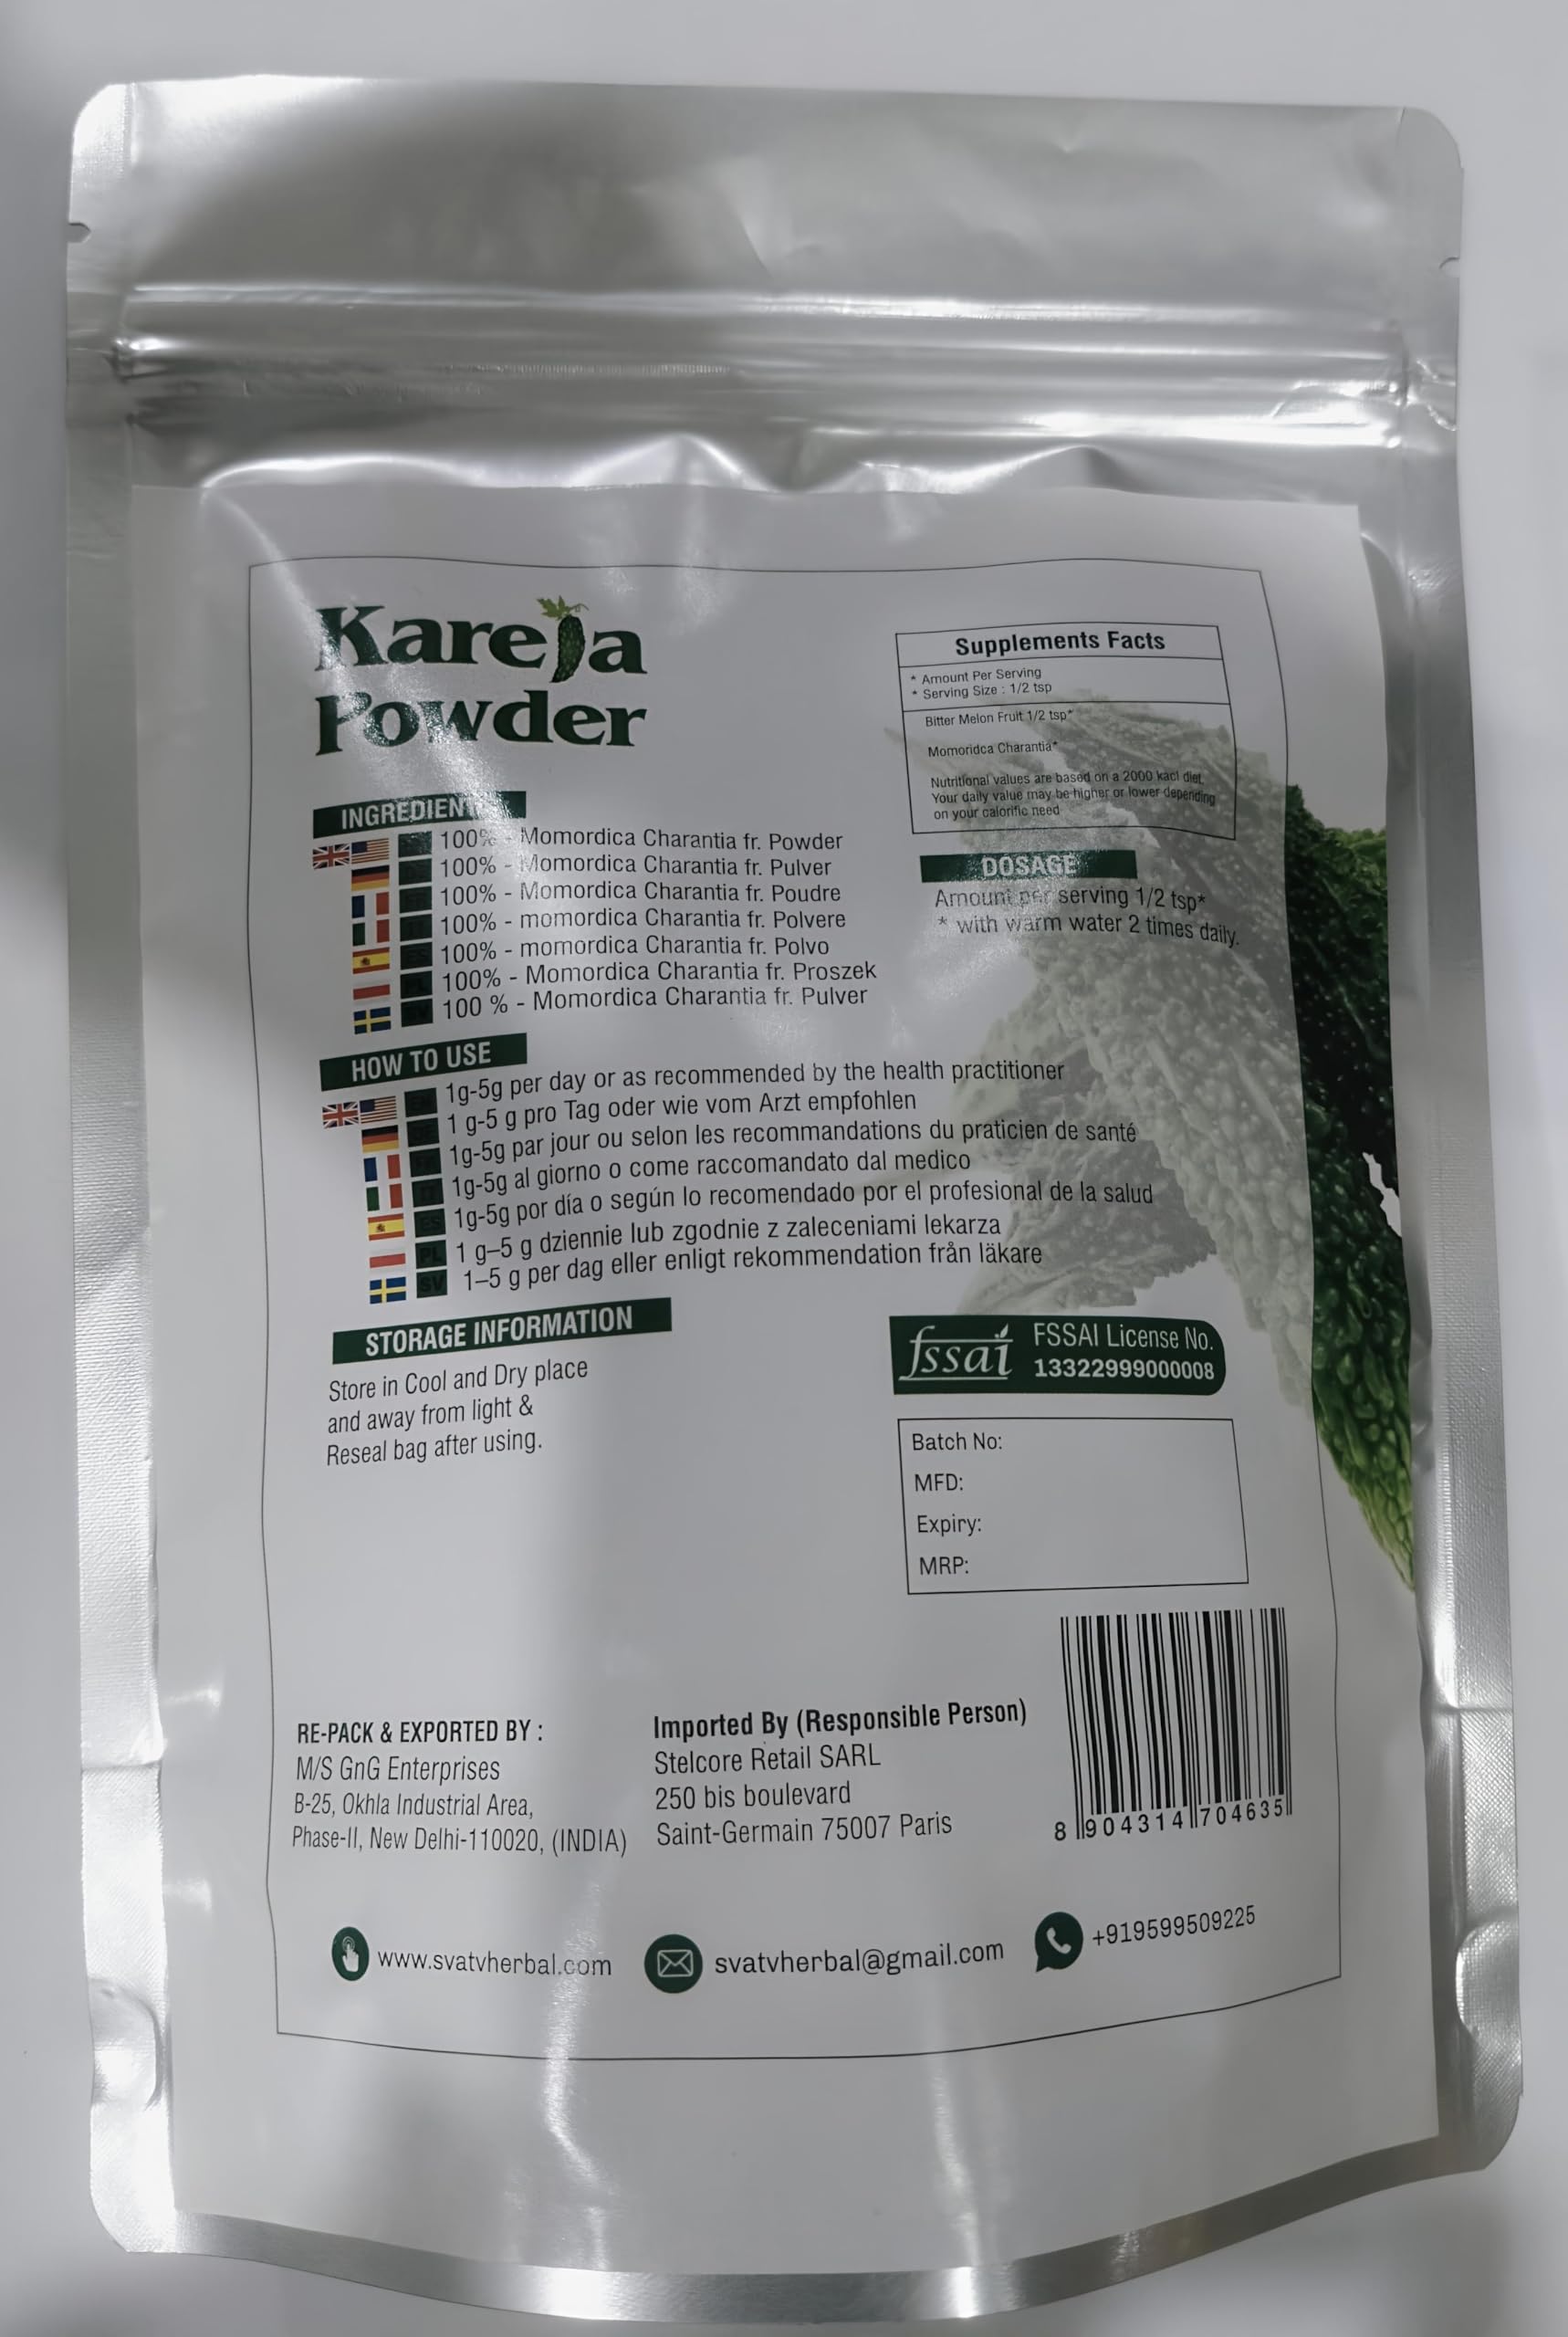 Karela
Powder
INGREDIENT
100% - Momordica Charantia fr. Powder
100% - Momordica Charantia fr. Pulver
100% - Momordica Charantia fr. Poudre
100% - momordica Charantia fr. Polvere
100% - momordica Charantia fr. Polvo
100% - Momordica Charantia fr. Proszek
100 % - Momordica Charantia fr. Pulver
Supplements Facts
* Amount Per Serving
* Serving Size : 1/2 tsp
Bitter Melon Fruit 1/2 tsp*
Momoridca Charantia*
Nutritional values are based on a 2000 kacl diet
Your daily value may be higher or lower depending
on your calorific need
DOSAGE
Amount per serving 1/2 tsp*
* with warm water 2 times daily.
HOW TO USE
1g-5g per day or as recommended by the health practitioner
1 g-5 g pro Tag oder wie vom Arzt empfohlen
1g-5g par jour ou selon les recommandations du praticien de santé
1g-5g al giorno o come raccomandato dal medico
ES 1g-5g por día o según lo recomendado por el profesional de la salud
PL 1 g–5 g dziennie lub zgodnie z zaleceniami lekarza
SV 1–5 g per dag eller enligt rekommendation från läkare
STORAGE INFORMATION
Store in Cool and Dry place
and away from light &
Reseal bag after using.
fssai
FSSAI License No.
13322999000008
Batch No:
MFD:
Expiry:
MRP:
RE-PACK & EXPORTED BY :
M/S GnG Enterprises
B-25, Okhla Industrial Area,
Phase-II, New Delhi-110020, (INDIA)
Imported By (Responsible Person)
Stelcore Retail SARL
250 bis boulevard
Saint-Germain 75007 Paris
8 904314 704635
www.svatvherbal.com
svatvherbal@gmail.com
+919599509225